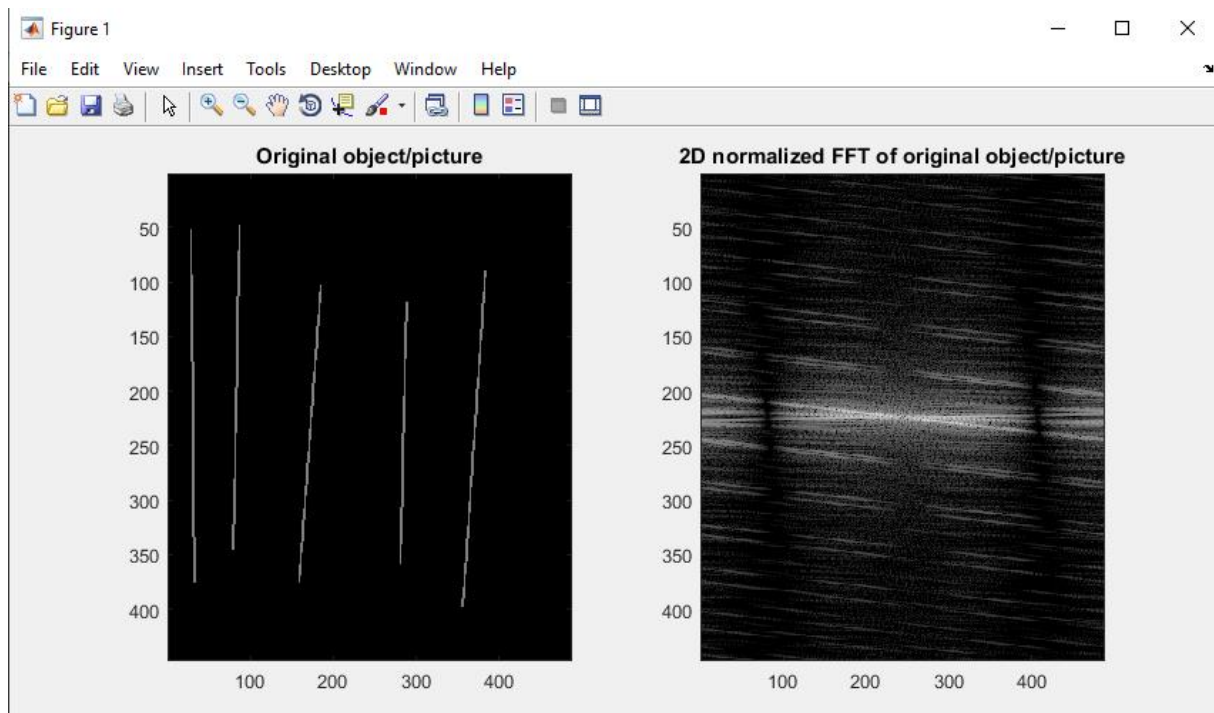 Figure 1
File Edit View Insert Tools Desktop Window Help
Original object/picture
50
100
150
200
250
300
350
400
100 200 300 400
2D normalized FFT of original object/picture
50
100
150
200
250
300
350
400
100 200 300 400